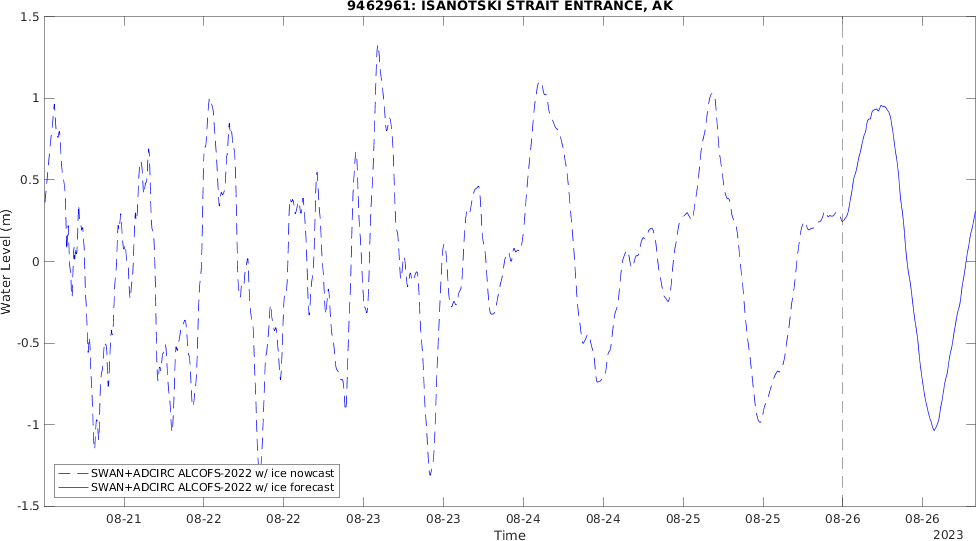 9462961: ISANOTSKI STRAIT ENTRANCE, AK
1.5
1
0.5
0
-0.5
-1
-1.5
Water Level (m)
SWAN+ADCIRC ALCOFS-2022 w/ ice nowcast
SWAN+ADCIRC ALCOFS-2022 w/ ice forecast
08-21 08-22 08-22 08-23 08-23 08-24 08-24 08-25 08-25 08-26 08-26
Time
2023